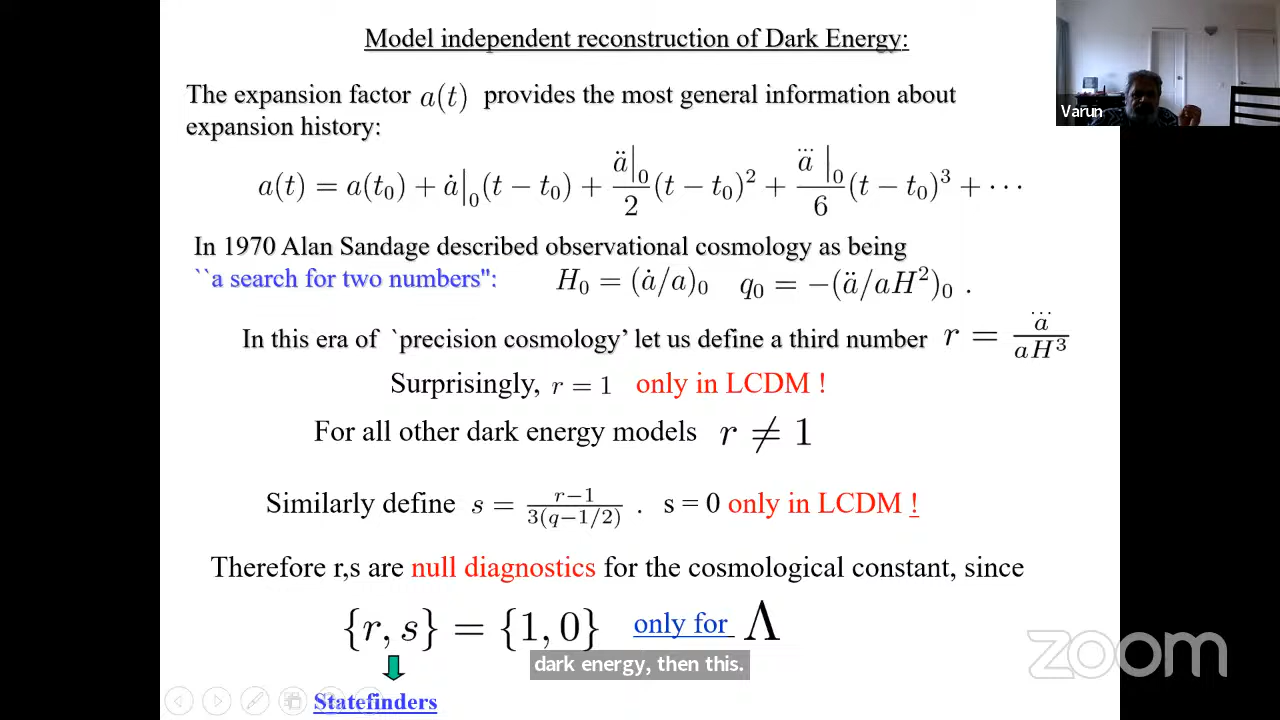 Model independent reconstruction of Dark Energy:
Varun
The expansion factor a(t) provides the most general information about
expansion history:
a(t) = a(t₀) + ȧ|₀(t − t₀) + ä|₀/2 (t − t₀)² + a⃛|₀/6 (t − t₀)³ + ⋯
In 1970 Alan Sandage described observational cosmology as being
``a search for two numbers": H₀ = (ȧ/a)₀ q₀ = −(ä/aH²)₀ .
In this era of `precision cosmology' let us define a third number r = a⃛/aH³
Surprisingly, r = 1 only in LCDM !
For all other dark energy models r ≠ 1
Similarly define s = r−1/3(q−1/2) . s = 0 only in LCDM !
Therefore r,s are null diagnostics for the cosmological constant, since
{r, s} = {1, 0} only for Λ
dark energy, then this.
zoom
Statefinders